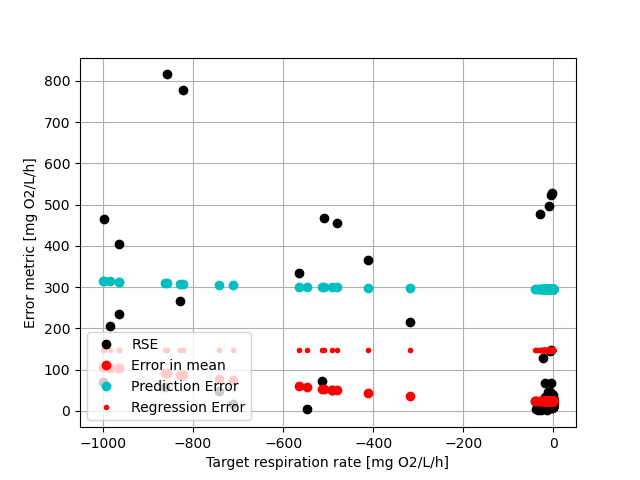 800
700
600
500
400
300
200
100
0
Error metric [mg O2/L/h]
RSE
Error in mean
Prediction Error
Regression Error
−1000 −800 −600 −400 −200 0
Target respiration rate [mg O2/L/h]